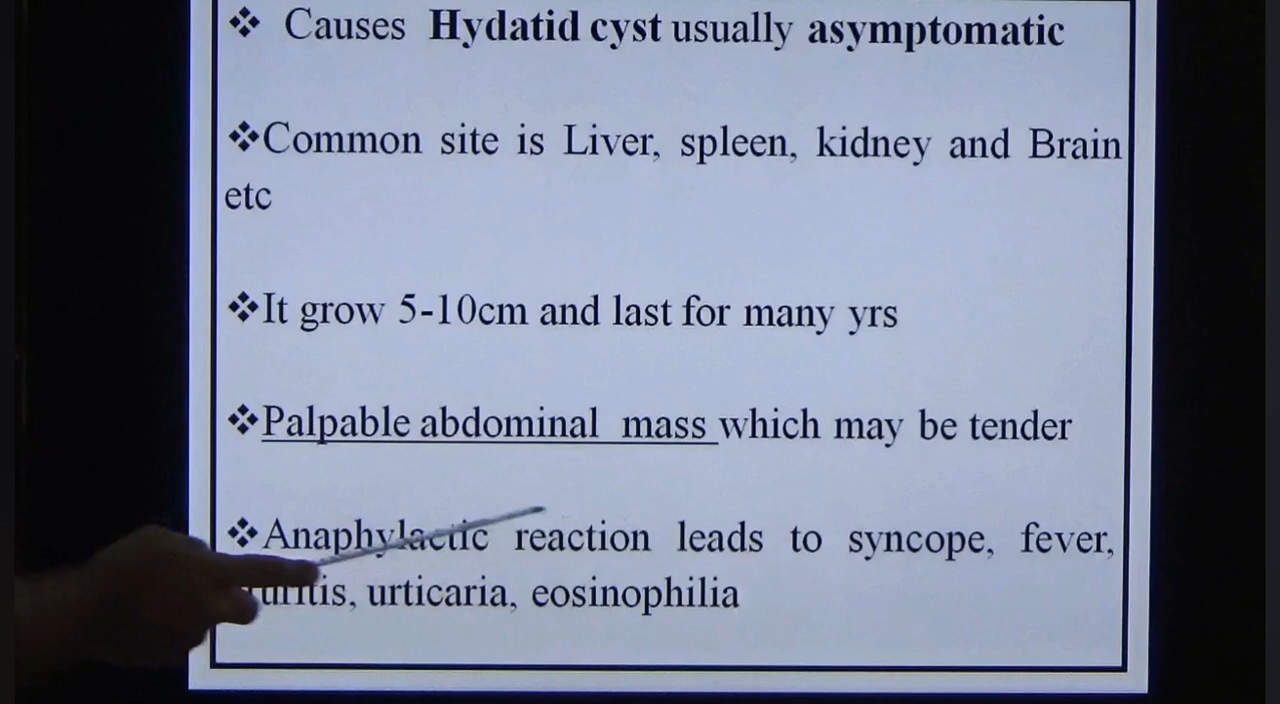 ❖ Causes Hydatid cyst usually asymptomatic
❖Common site is Liver, spleen, kidney and Brain
etc
❖It grow 5-10cm and last for many yrs
❖Palpable abdominal mass which may be tender
❖Anaphylactic reaction leads to syncope, fever,
urticaria, eosinophilia